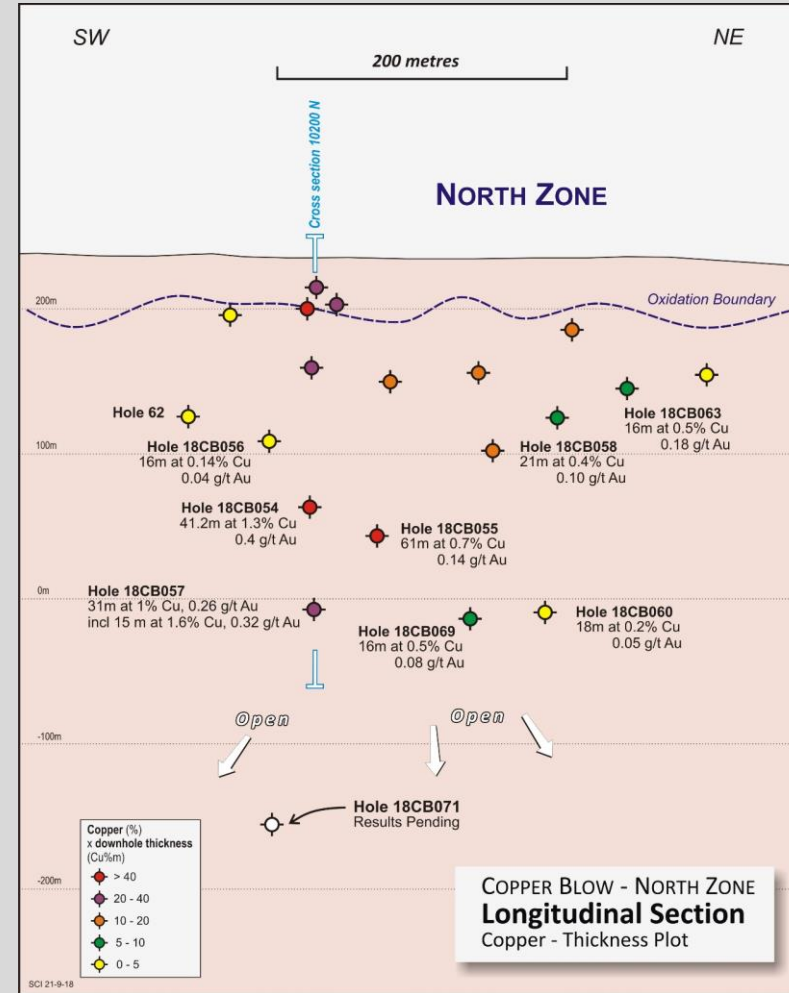 SW
NE
200 metres
Cross section 10200 N
NORTH ZONE
Oxidation Boundary
200m
Hole 62
Hole 18CB056
16m at 0.14% Cu
0.04 g/t Au
Hole 18CB063
16m at 0.5% Cu
0.18 g/t Au
100m
Hole 18CB058
21m at 0.4% Cu
0.10 g/t Au
Hole 18CB054
41.2m at 1.3% Cu
0.4 g/t Au
Hole 18CB055
61m at 0.7% Cu
0.14 g/t Au
0m
Hole 18CB057
31m at 1% Cu, 0.26 g/t Au
incl 15 m at 1.6% Cu, 0.32 g/t Au
Hole 18CB069
16m at 0.5% Cu
0.08 g/t Au
Hole 18CB060
18m at 0.2% Cu
0.05 g/t Au
Open
Open
-100m
Hole 18CB071
Results Pending
Copper (%)
x downhole thickness
(Cu%m)
> 40
20 - 40
10 - 20
5 - 10
0 - 5
-200m
COPPER BLOW - NORTH ZONE
Longitudinal Section
Copper - Thickness Plot
SCI 21-9-18